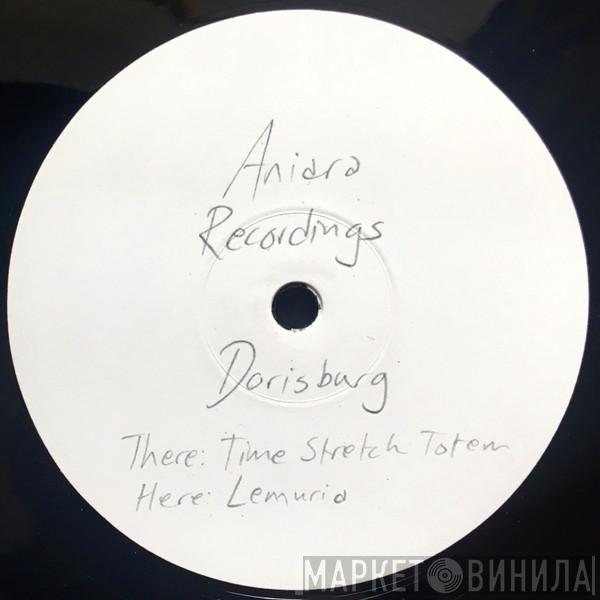 Aniara
Recordings
Dorisburg
There: Time Stretch Totem
Here: Lemuria
МАРКЕТ ВИНИЛА